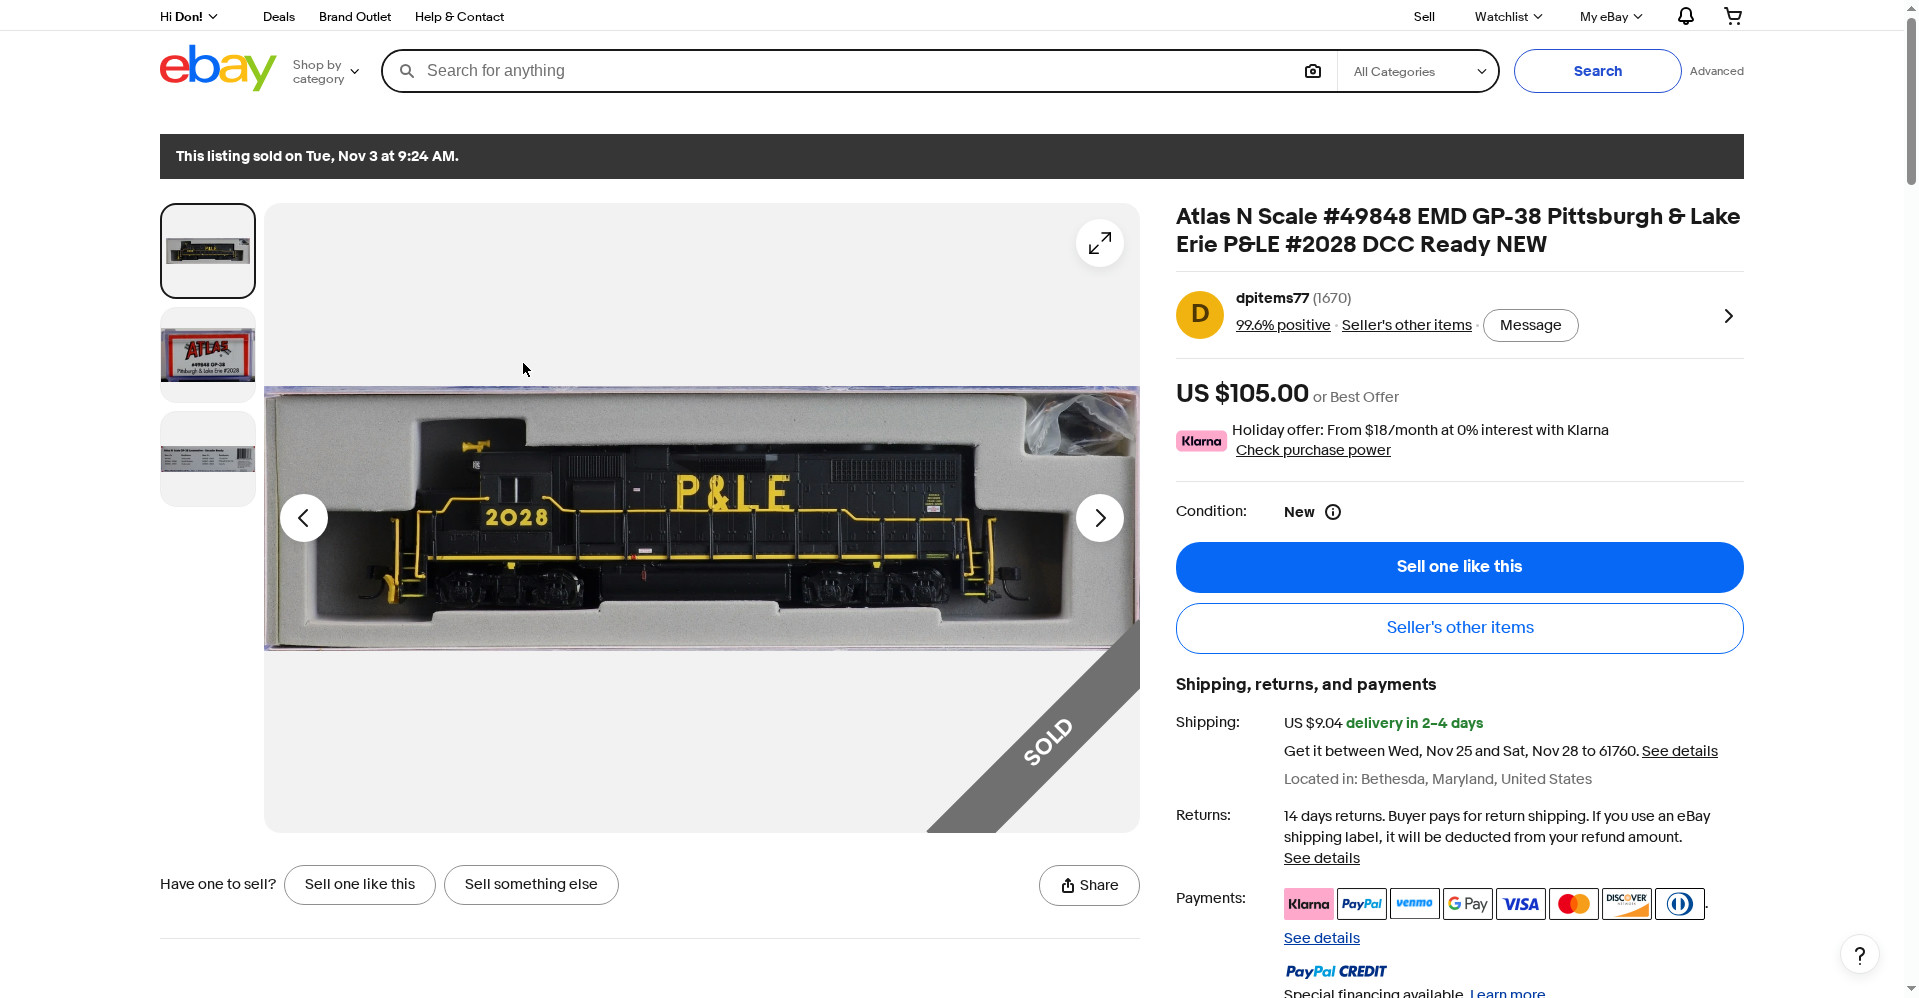 Hi Don!
Deals
Brand Outlet
Help & Contact
Sell
Watchlist
My eBay
ebay
Shop by
category
Search for anything
All Categories
Search
Advanced
This listing sold on Tue, Nov 3 at 9:24 AM.
ATLAS
#49848 GP-38
Pittsburgh & Lake Erie #2028
P&LE
2028
SOLD
Have one to sell?
Sell one like this
Sell something else
Share
Atlas N Scale #49848 EMD GP-38 Pittsburgh & Lake
Erie P&LE #2028 DCC Ready NEW
D
dpitems77 (1670)
99.6% positive · Seller's other items · Message
US $105.00 or Best Offer
Klarna
Holiday offer: From $18/month at 0% interest with Klarna
Check purchase power
Condition: New
Sell one like this
Seller's other items
Shipping, returns, and payments
Shipping: US $9.04 delivery in 2–4 days
Get it between Wed, Nov 25 and Sat, Nov 28 to 61760. See details
Located in: Bethesda, Maryland, United States
Returns: 14 days returns. Buyer pays for return shipping. If you use an eBay
shipping label, it will be deducted from your refund amount.
See details
Payments: Klarna PayPal venmo G Pay VISA mastercard DISCOVER .
See details
PayPal CREDIT
Special financing available. Learn more
?